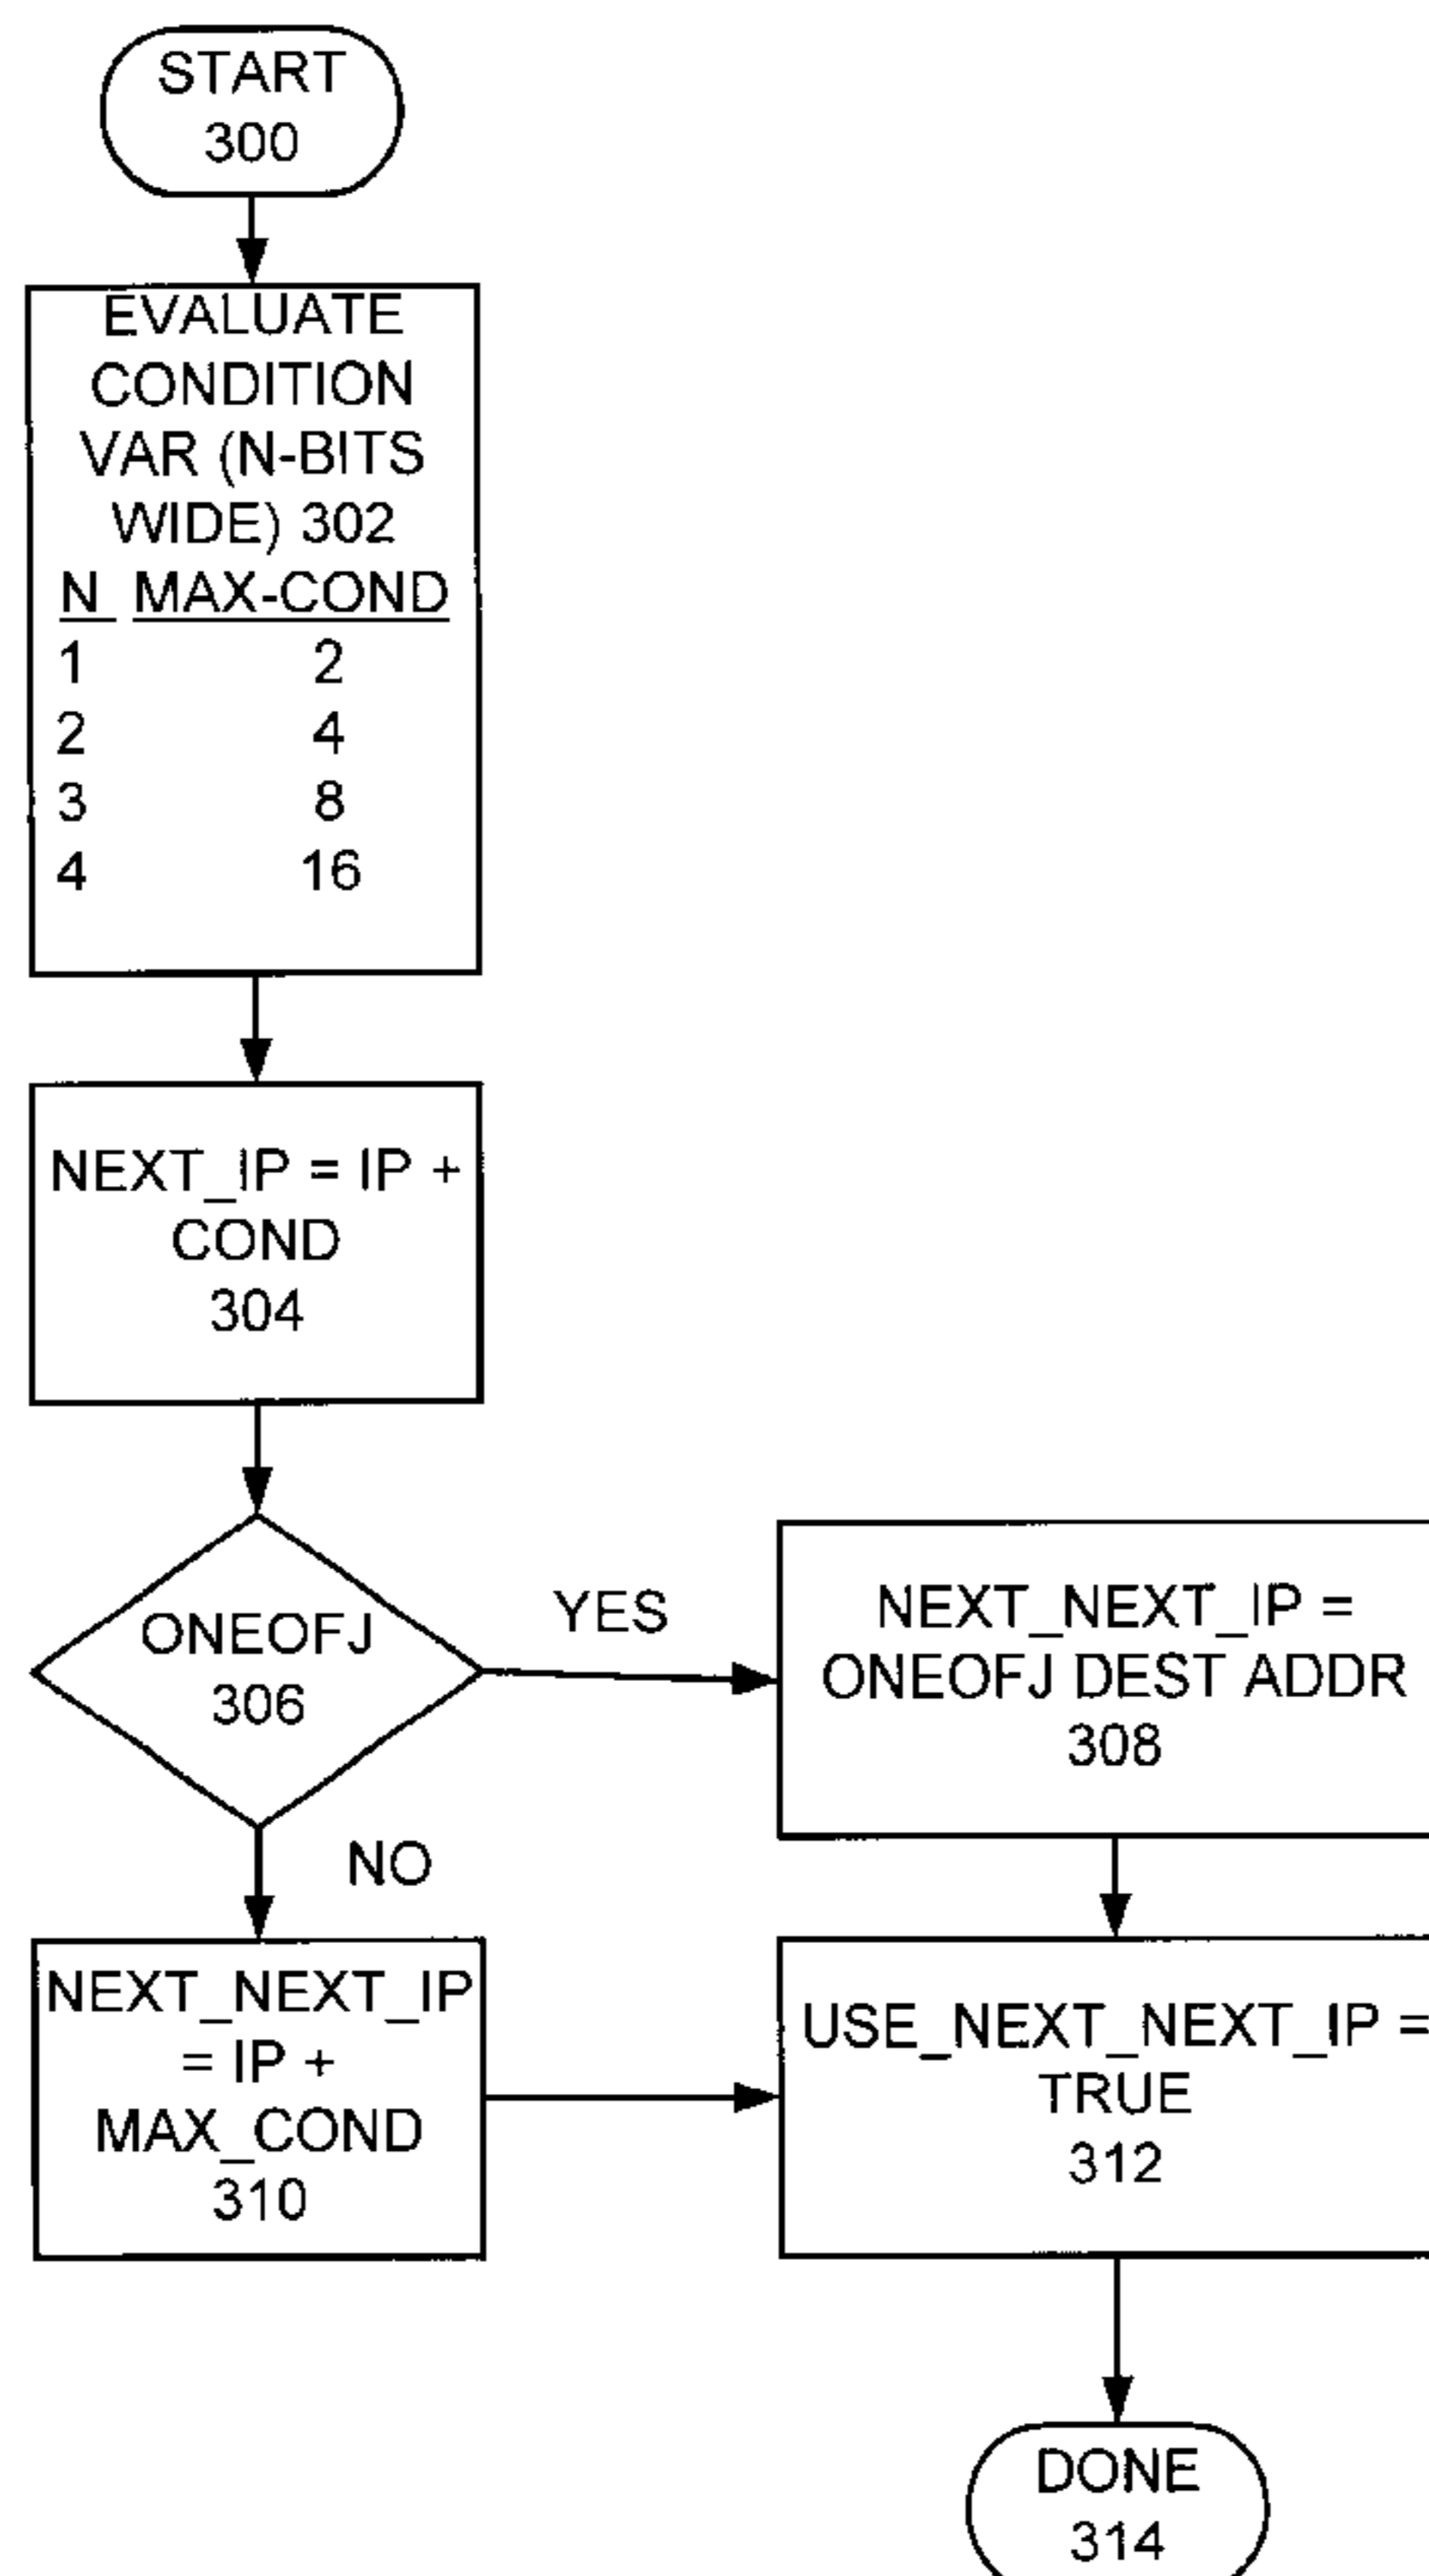 START
300
EVALUATE
CONDITION
VAR (N-BITS
WIDE) 302
N MAX-COND
1 2
2 4
3 8
4 16
NEXT_IP = IP +
COND
304
ONEOFJ
306
YES
NEXT_NEXT_IP =
ONEOFJ DEST ADDR
308
NO
NEXT_NEXT_IP
= IP +
MAX_COND
310
USE_NEXT_NEXT_IP =
TRUE
312
DONE
314